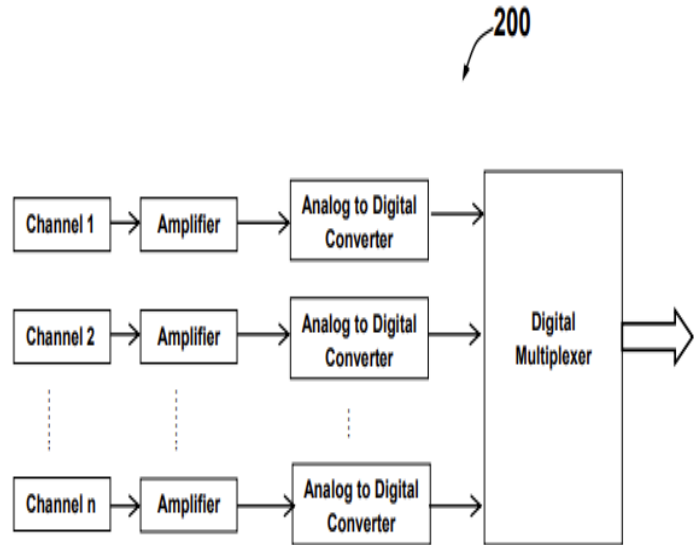 200
Channel 1
Amplifier
Analog to Digital
Converter
Channel 2
Amplifier
Analog to Digital
Converter
Digital
Multiplexer
Channel n
Amplifier
Analog to Digital
Converter